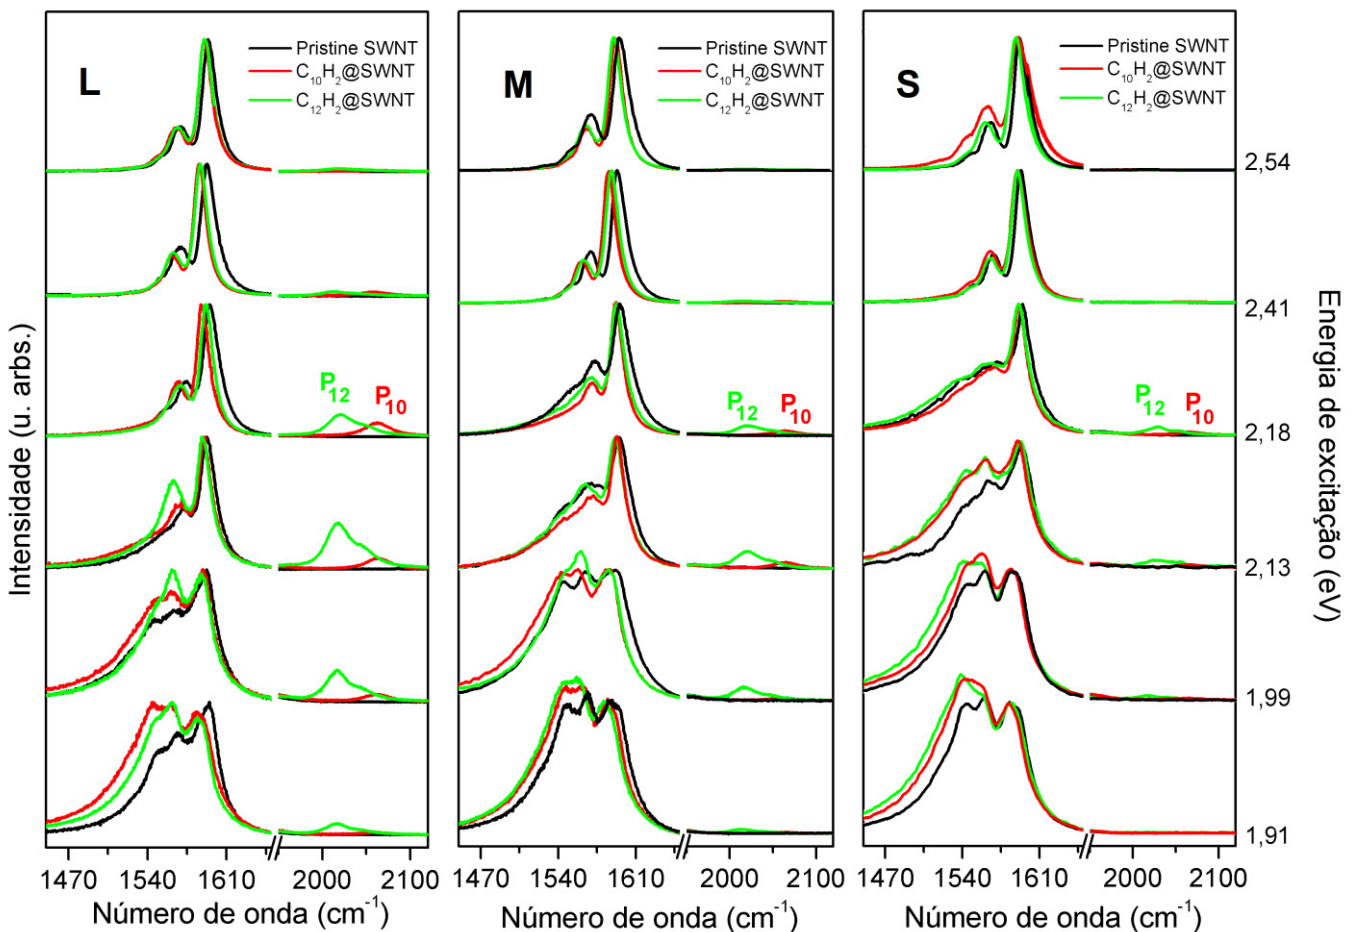 L
Pristine SWNT
C₁₀H₂@SWNT
C₁₂H₂@SWNT
M
Pristine SWNT
C₁₀H₂@SWNT
C₁₂H₂@SWNT
S
Pristine SWNT
C₁₀H₂@SWNT
C₁₂H₂@SWNT
P₁₂ P₁₀
P₁₂ P₁₀
P₁₂ P₁₀
2,54
2,41
2,18
2,13
1,99
1,91
Intensidade (u. arbs.)
Energia de excitação (eV)
1470 1540 1610 2000 2100
1470 1540 1610 2000 2100
1470 1540 1610 2000 2100
Número de onda (cm⁻¹)
Número de onda (cm⁻¹)
Número de onda (cm⁻¹)